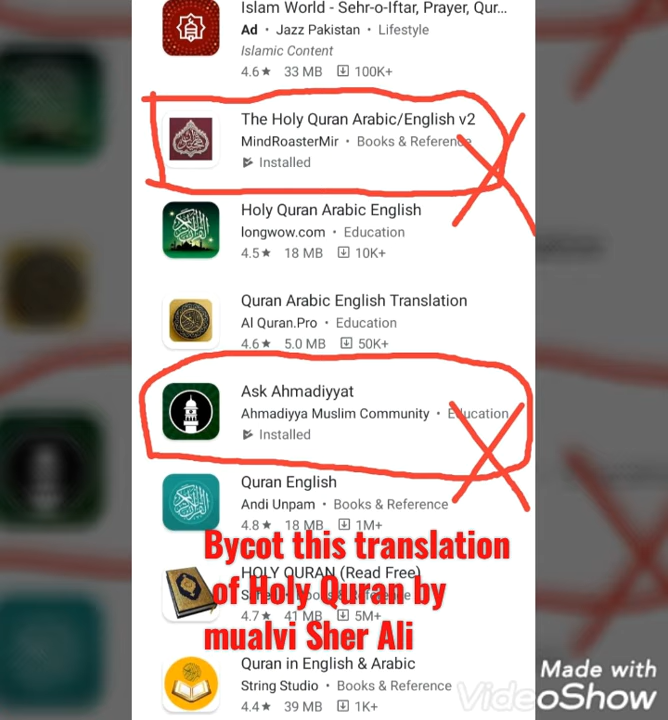 Islam World - Sehr-o-Iftar, Prayer, Qur...
Ad • Jazz Pakistan • Lifestyle
Islamic Content
4.6★ 33 MB 100K+
The Holy Quran Arabic/English v2
MindRoasterMir • Books & Reference
Installed
Holy Quran Arabic English
longwow.com • Education
4.5★ 18 MB 10K+
Quran Arabic English Translation
Al Quran.Pro • Education
4.6★ 5.0 MB 50K+
Ask Ahmadiyyat
Ahmadiyya Muslim Community • Education
Installed
Quran English
Andi Unpam • Books & Reference
4.8★ 18 MB 1M+
Bycot this translation
HOLY QURAN (Read Free)
of Holy Quran by
4.7★ 41 MB 5M+
mualvi Sher Ali
Quran in English & Arabic
String Studio • Books & Reference
4.4★ 39 MB 1K+
Made with
VideoShow